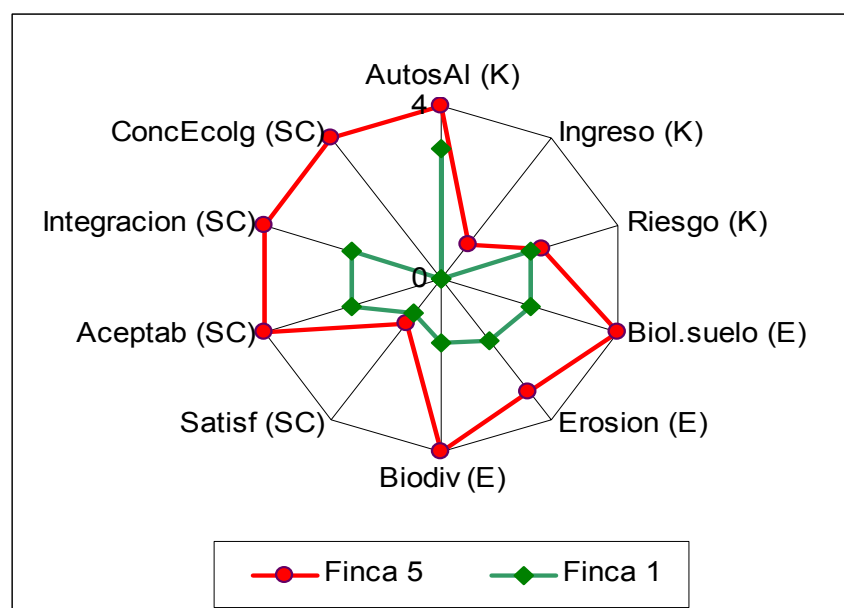 AutosAl (K)
4
ConcEcolg (SC)
Ingreso (K)
Integracion (SC)
Riesgo (K)
0
Aceptab (SC)
Biol.suelo (E)
Satisf (SC)
Erosion (E)
Biodiv (E)
Finca 5
Finca 1